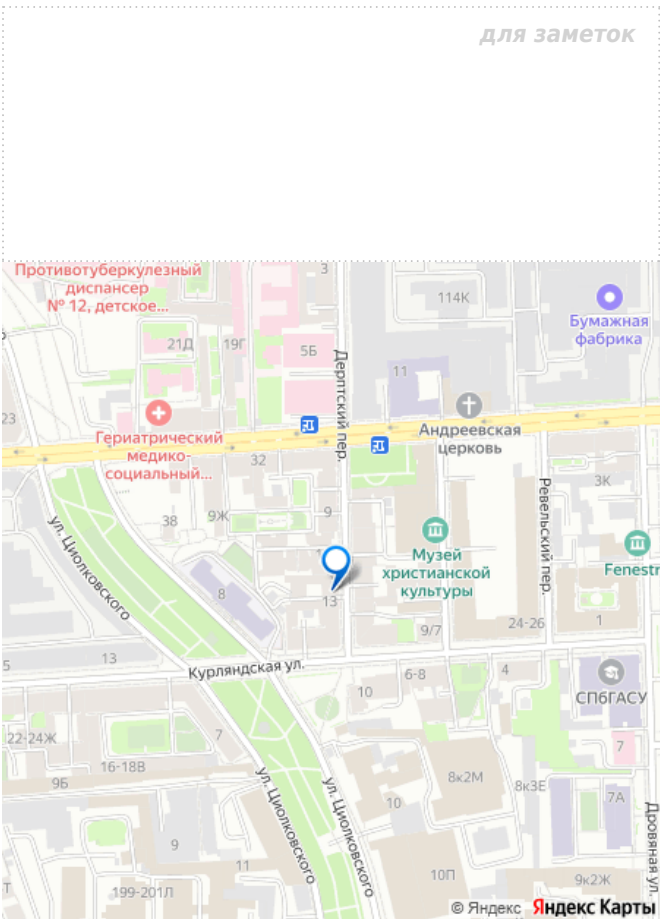 для заметок
Противотуберкулезный
диспансер
№ 12, детское...
3
114К
Бумажная
фабрика
21Д
19Г
5Б
Дерптский пер.
11
23
Гериатрический
медико-
социальный...
Андреевская
церковь
32
3К
Ревельский пер.
38
9Ж
9
ул. Циолковского
Музей
христианской
культуры
Fenestr
8
13
9/7
24-26
1
5
13
Курляндская ул.
6-8
4
10
СПбГАСУ
22-24Ж
7
7
16-18В
9Б
ул. Циолковского
ул. Циолковского
8к2М
8к3Е
7А
10
Дровяная ул.
9
11
10П
9к2Ж
Т
199-201Л
© Яндекс Яндекс Карты